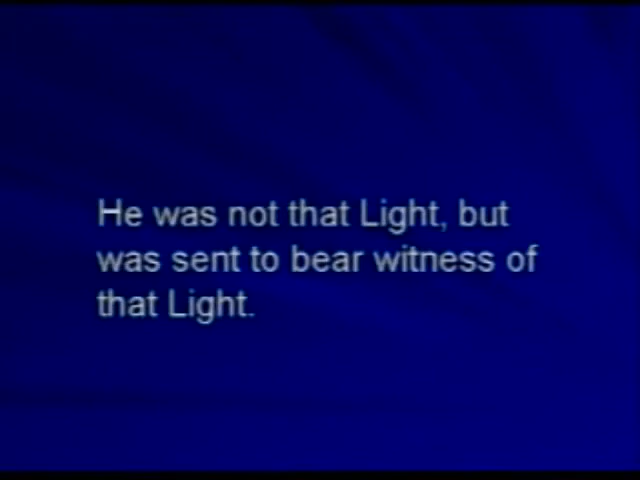 He was not that Light, but
was sent to bear witness of
that Light.